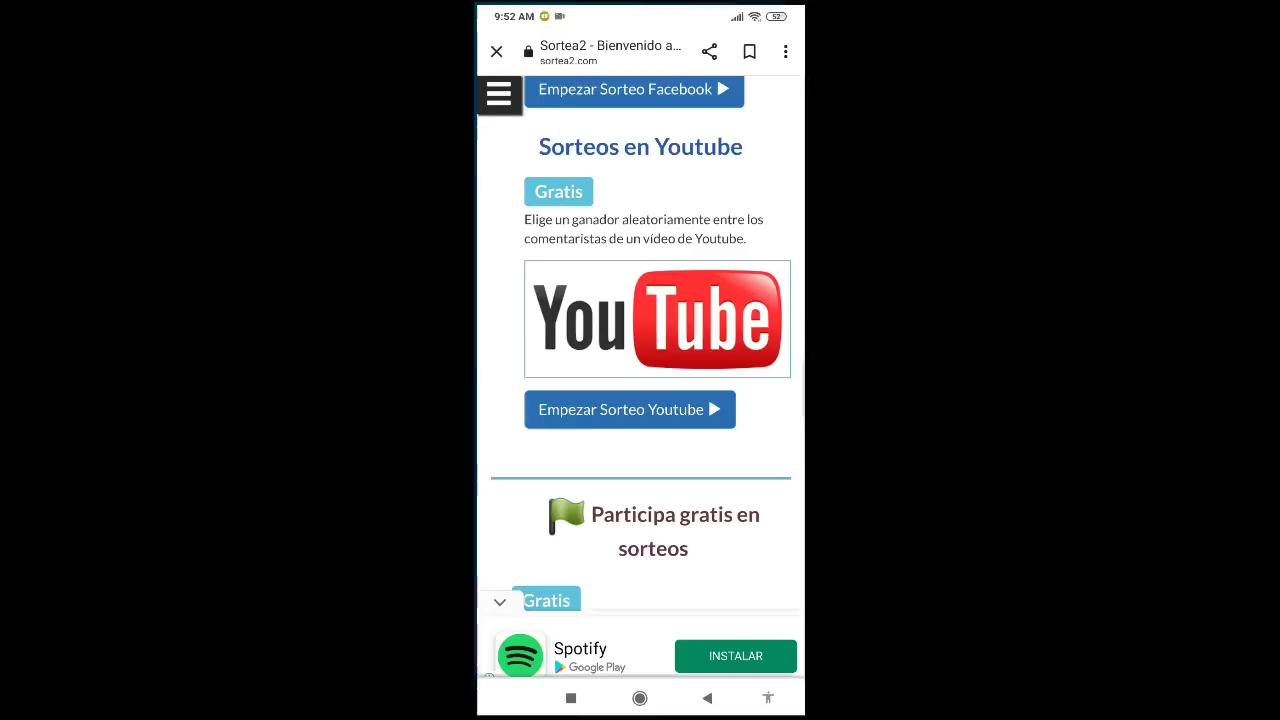 9:52 AM
52
Sortea2 - Bienvenido a...
sortea2.com
Empezar Sorteo Facebook
Sorteos en Youtube
Gratis
Elige un ganador aleatoriamente entre los
comentaristas de un vídeo de Youtube.
YouTube
Empezar Sorteo Youtube
Participa gratis en
sorteos
Gratis
Spotify
Google Play
INSTALAR